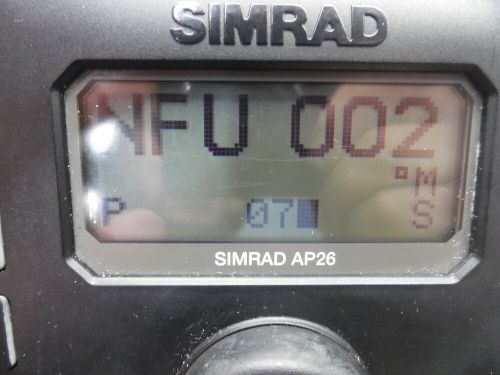 SIMRAD
NFU 002
°M
P 07 S
SIMRAD AP26